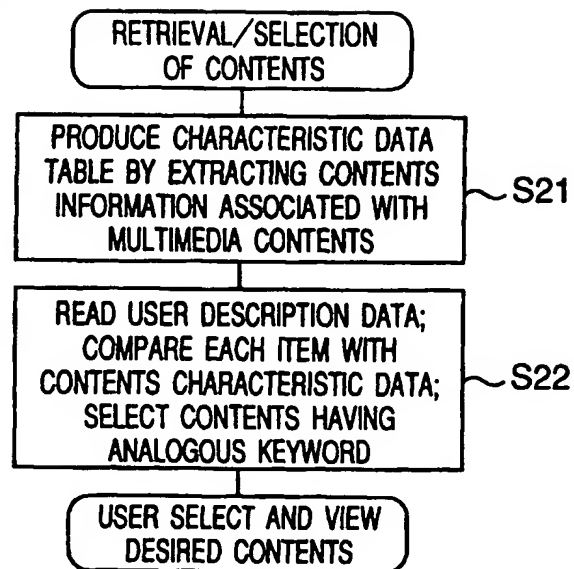 RETRIEVAL/SELECTION
OF CONTENTS
PRODUCE CHARACTERISTIC DATA
TABLE BY EXTRACTING CONTENTS
INFORMATION ASSOCIATED WITH
MULTIMEDIA CONTENTS
S21
READ USER DESCRIPTION DATA;
COMPARE EACH ITEM WITH
CONTENTS CHARACTERISTIC DATA;
SELECT CONTENTS HAVING
ANALOGOUS KEYWORD
S22
USER SELECT AND VIEW
DESIRED CONTENTS